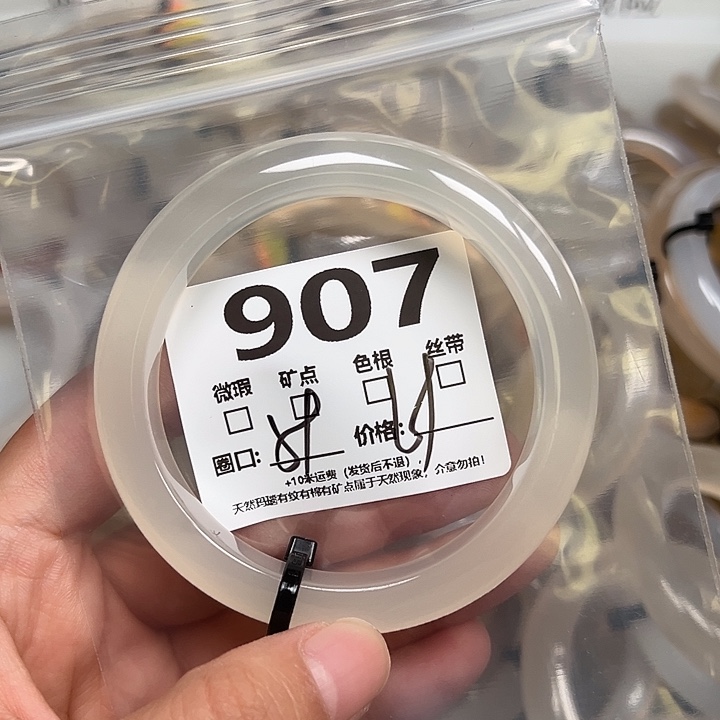 907
微瑕 矿点 色根 丝带
圈口: 价格:
+10米运费(发货后不退),
天然玛瑙有纹有棉有矿点属于天然现象,介意勿拍!